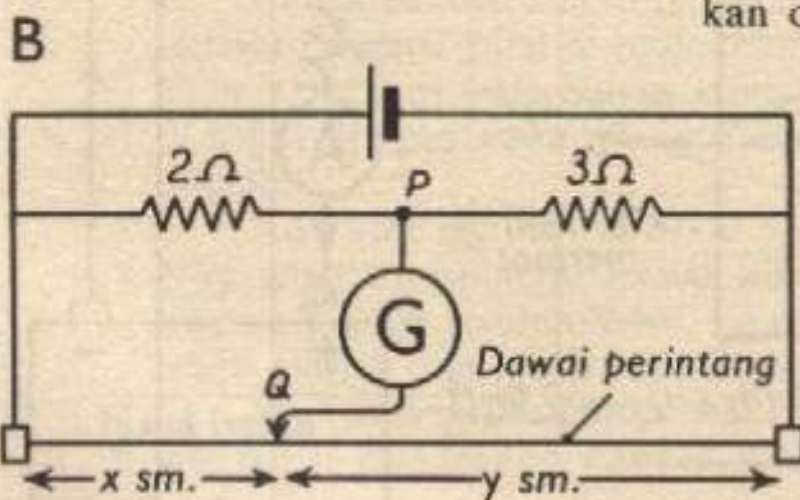 kan
B
2Ω
P
3Ω
G
Dawai perintang
Q
x sm.
y sm.